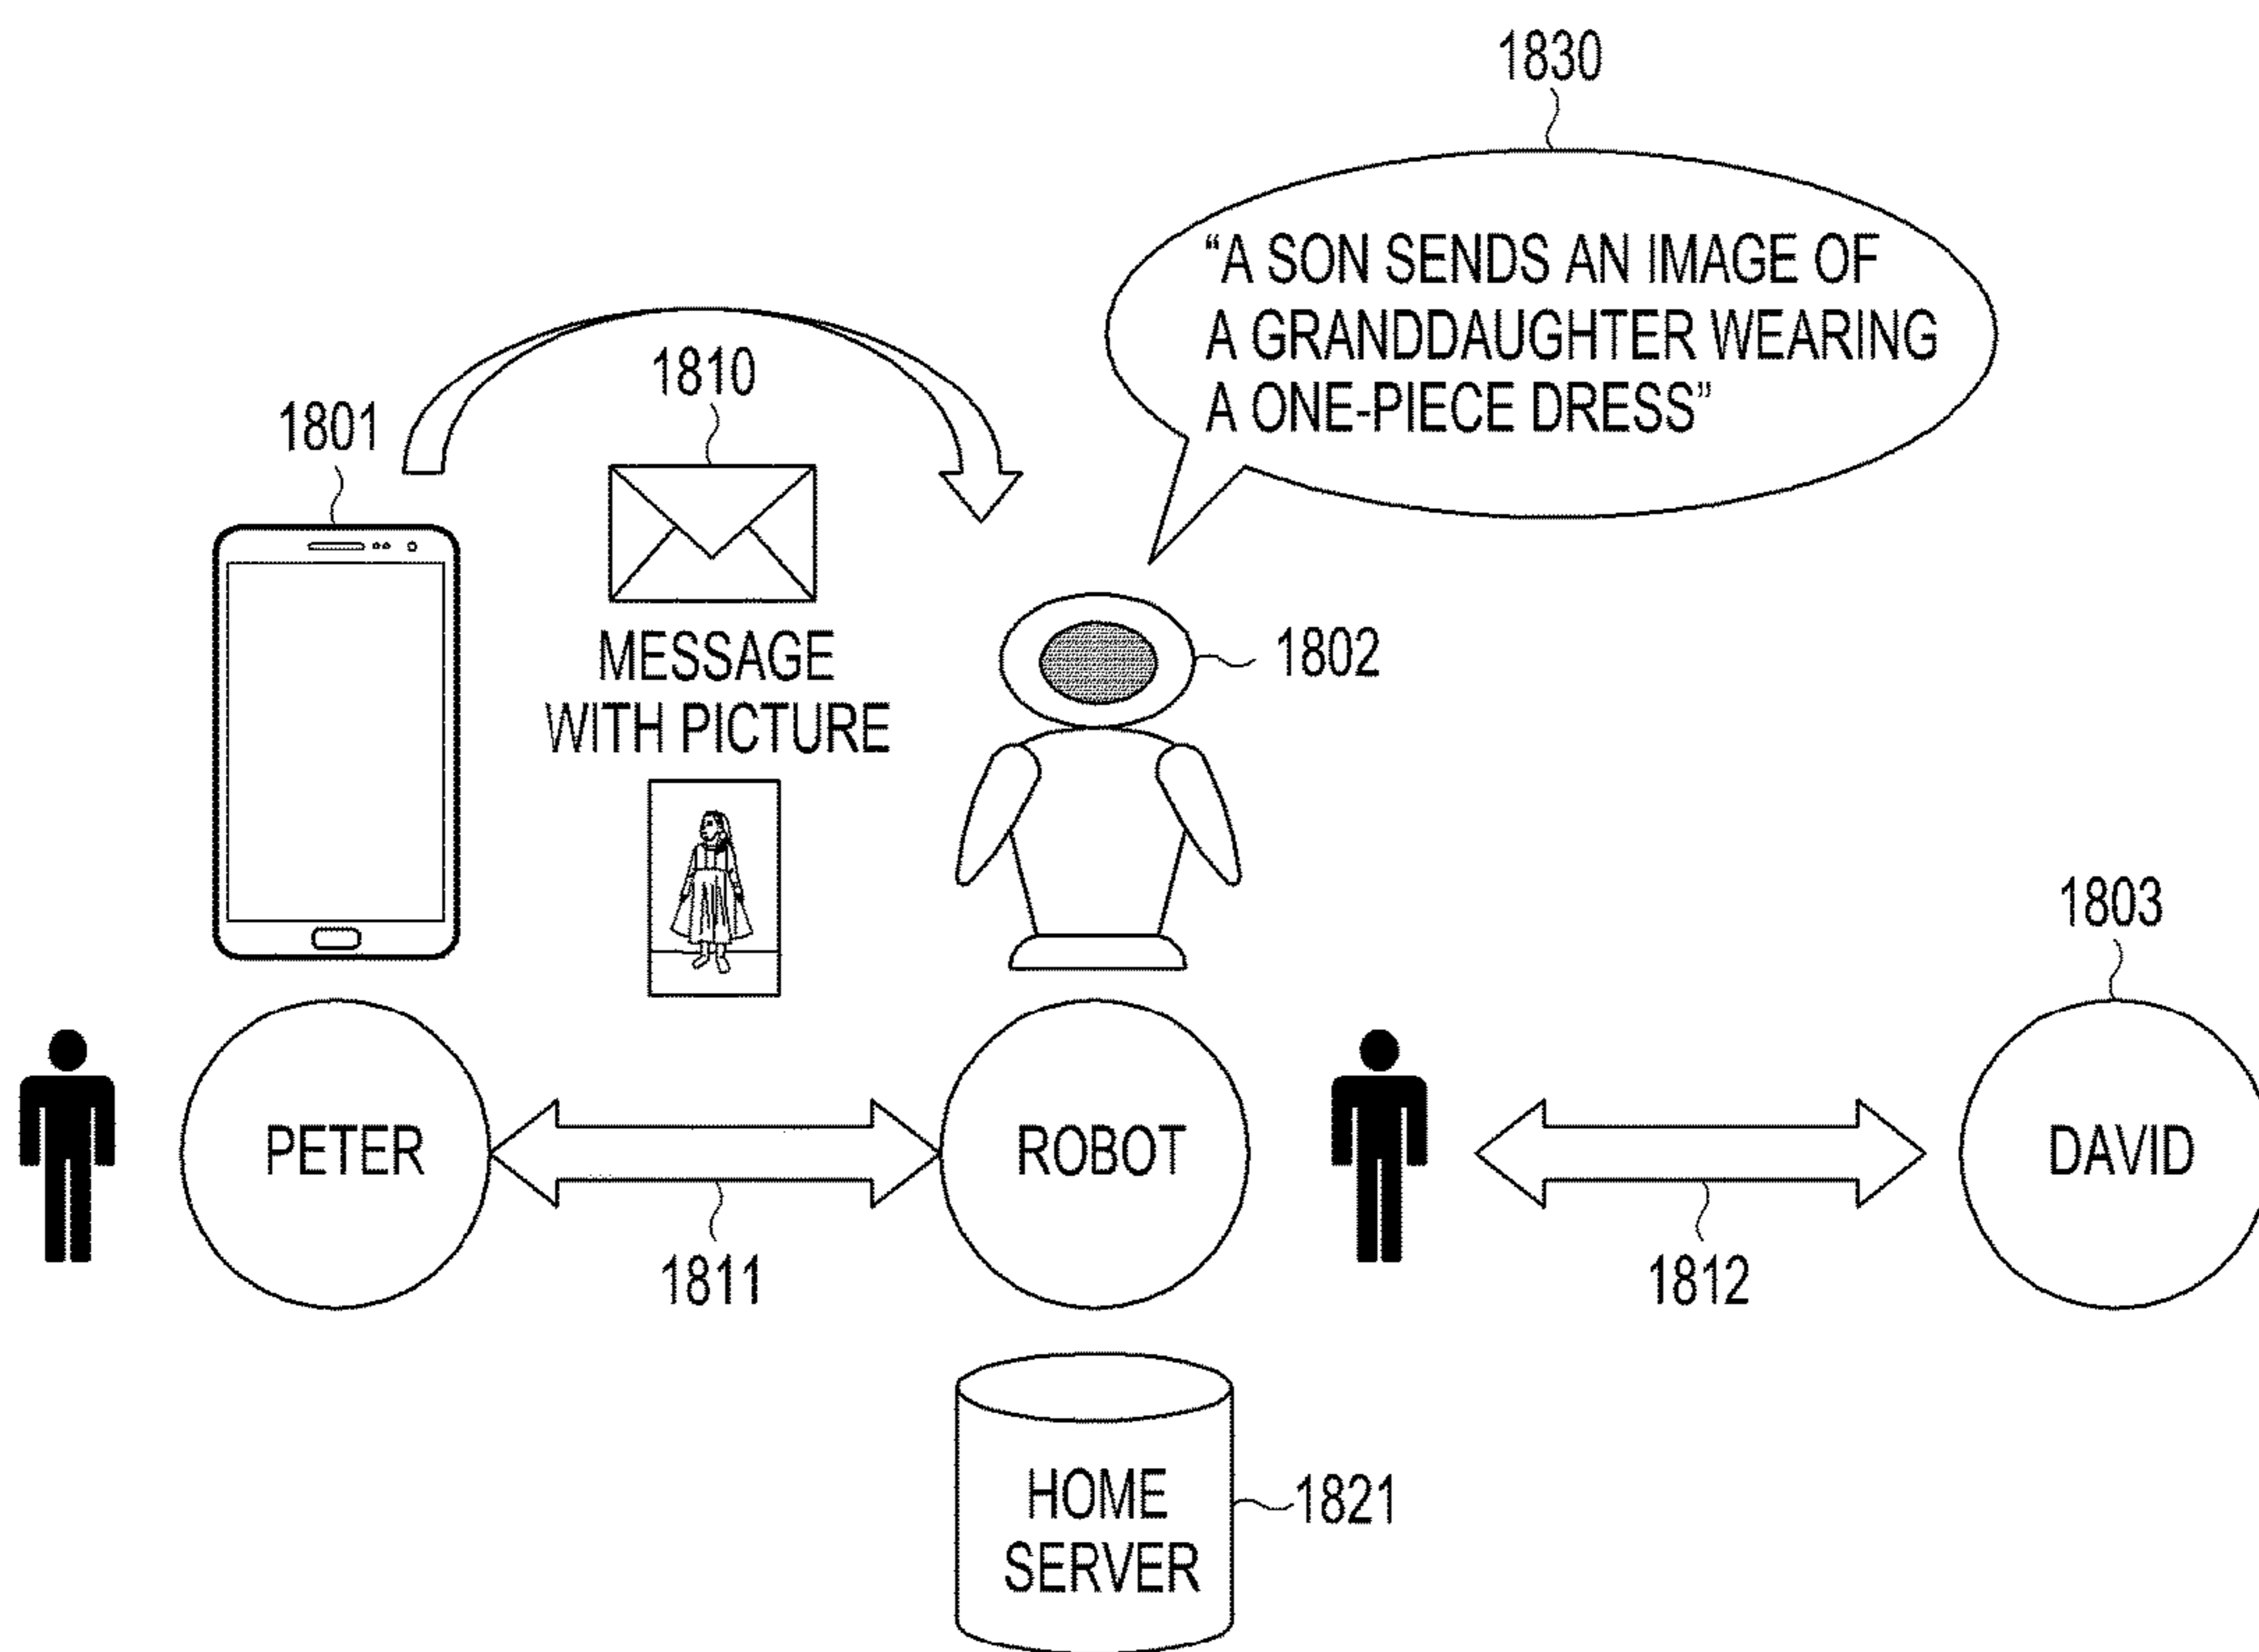 1830
“A SON SENDS AN IMAGE OF
A GRANDDAUGHTER WEARING
A ONE-PIECE DRESS”
1810
1801
MESSAGE
WITH PICTURE
1802
1803
PETER
ROBOT
DAVID
1811
1812
HOME
SERVER
1821